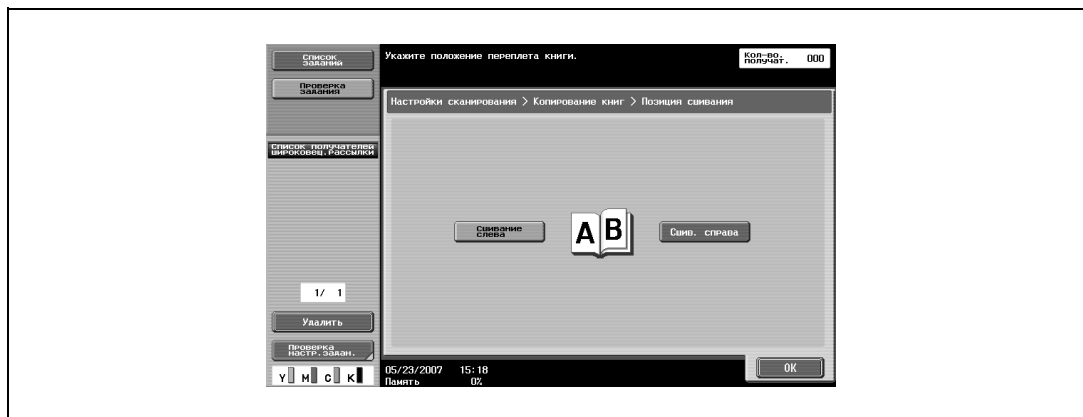 Список
заданий
Проверка
задания
Список получателей
широковещ.рассылки
1/ 1
Удалить
Проверка
настр.задан.
Y M C K
Укажите положение переплета книги.
Кол-во.
получат. 000
Настройки сканирования > Копирование книг > Позиция сшивания
Сшивание
слева
A B
Сшив. справа
05/23/2007 15:18
Память 0%
OK